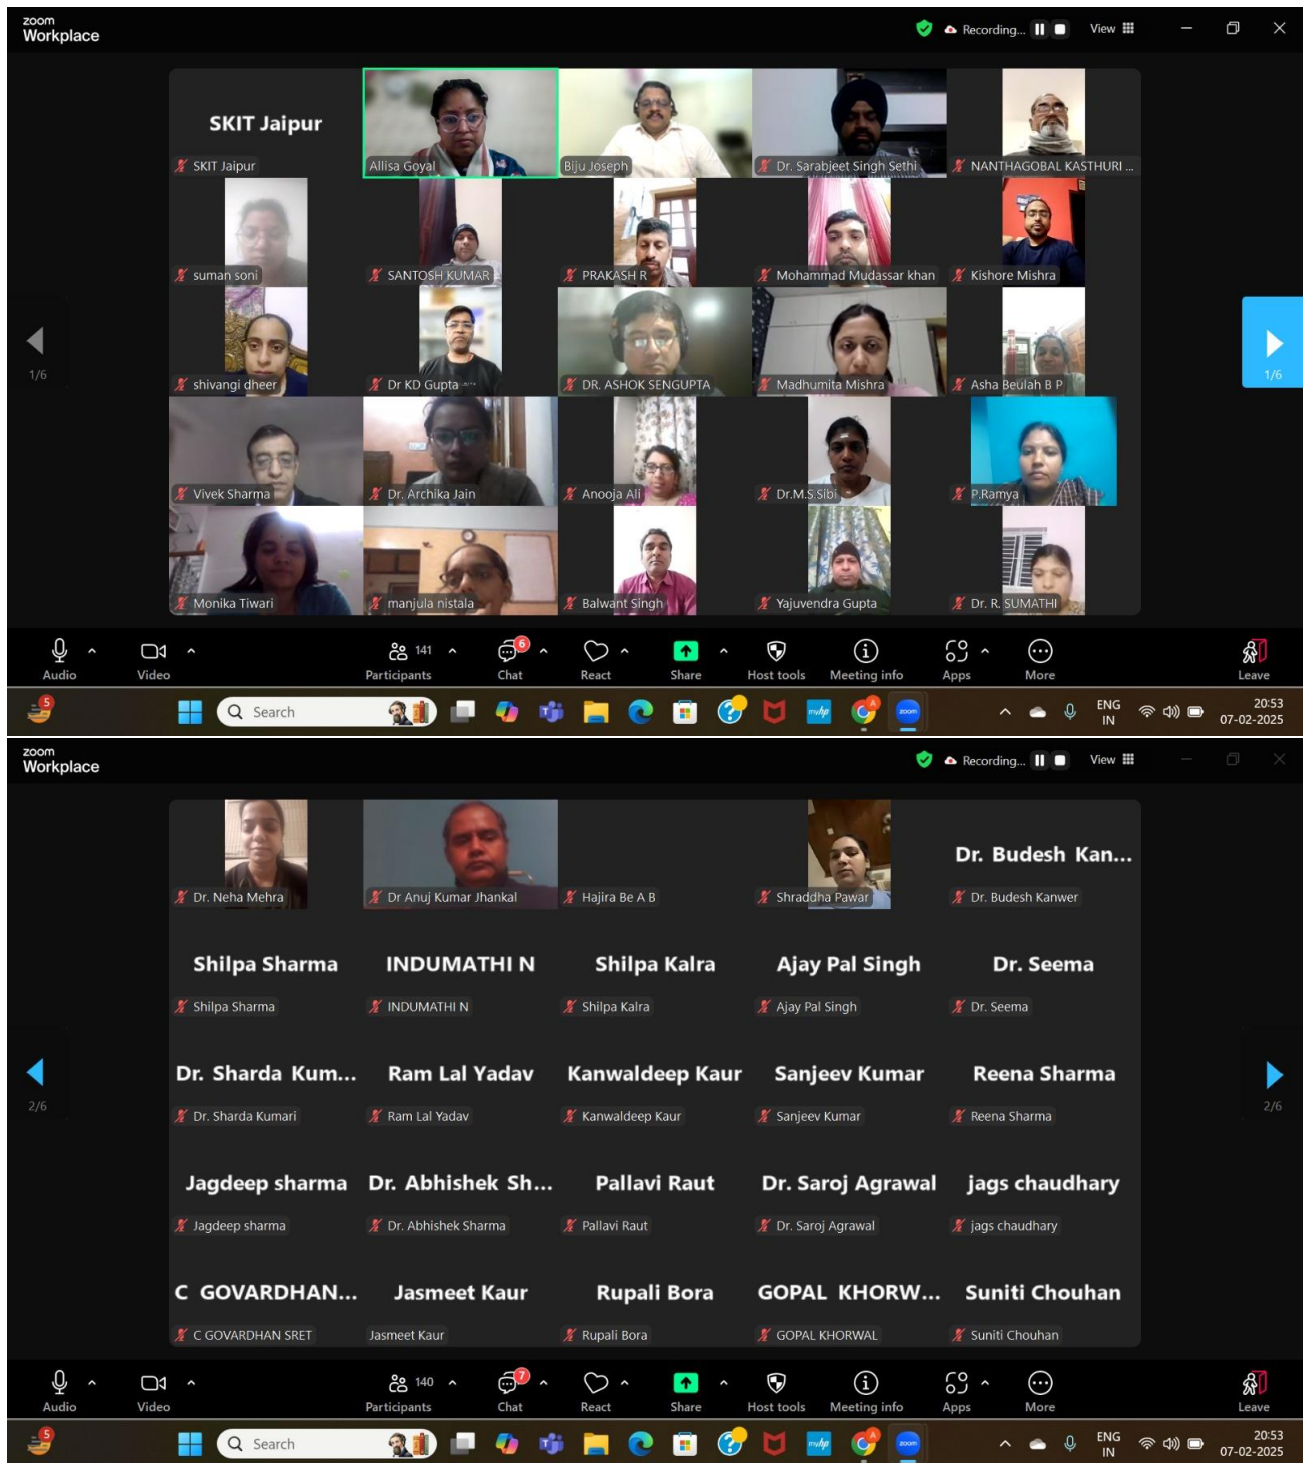 zoom
Workplace
Recording...
View
SKIT Jaipur
SKIT Jaipur
Allisa Goyal
Biju Joseph
Dr. Sarabjeet Singh Sethi
NANTHAGOBAL KASTHURI ...
suman soni
SANTOSH KUMAR
PRAKASH R
Mohammad Mudassar khan
Kishore Mishra
shivangi dheer
Dr KD Gupta
DR. ASHOK SENGUPTA
Madhumita Mishra
Asha Beulah B P
1/6
1/6
Vivek Sharma
Dr. Archika Jain
Anooja Ali
Dr.M.S.Sibi
P.Ramya
Monika Tiwari
manjula nistala
Balwant Singh
Yajuvendra Gupta
Dr. R. SUMATHI
141
6
Audio
Video
Participants
Chat
React
Share
Host tools
Meeting info
Apps
More
Leave
5
Search
myhp
A
zoom
ENG
IN
20:53
07-02-2025
zoom
Workplace
Recording...
View
Dr. Neha Mehra
Dr Anuj Kumar Jhankal
Hajira Be A B
Shraddha Pawar
Dr. Budesh Kan...
Dr. Budesh Kanwer
Shilpa Sharma
INDUMATHI N
Shilpa Kalra
Ajay Pal Singh
Dr. Seema
Shilpa Sharma
INDUMATHI N
Shilpa Kalra
Ajay Pal Singh
Dr. Seema
Dr. Sharda Kum...
Ram Lal Yadav
Kanwaldeep Kaur
Sanjeev Kumar
Reena Sharma
2/6
2/6
Dr. Sharda Kumari
Ram Lal Yadav
Kanwaldeep Kaur
Sanjeev Kumar
Reena Sharma
Jagdeep sharma
Dr. Abhishek Sh...
Pallavi Raut
Dr. Saroj Agrawal
jags chaudhary
Jagdeep sharma
Dr. Abhishek Sharma
Pallavi Raut
Dr. Saroj Agrawal
jags chaudhary
C GOVARDHAN...
Jasmeet Kaur
Rupali Bora
GOPAL KHORW...
Suniti Chouhan
C GOVARDHAN SRET
Jasmeet Kaur
Rupali Bora
GOPAL KHORWAL
Suniti Chouhan
140
7
Audio
Video
Participants
Chat
React
Share
Host tools
Meeting info
Apps
More
Leave
5
Search
myhp
A
zoom
ENG
IN
20:53
07-02-2025